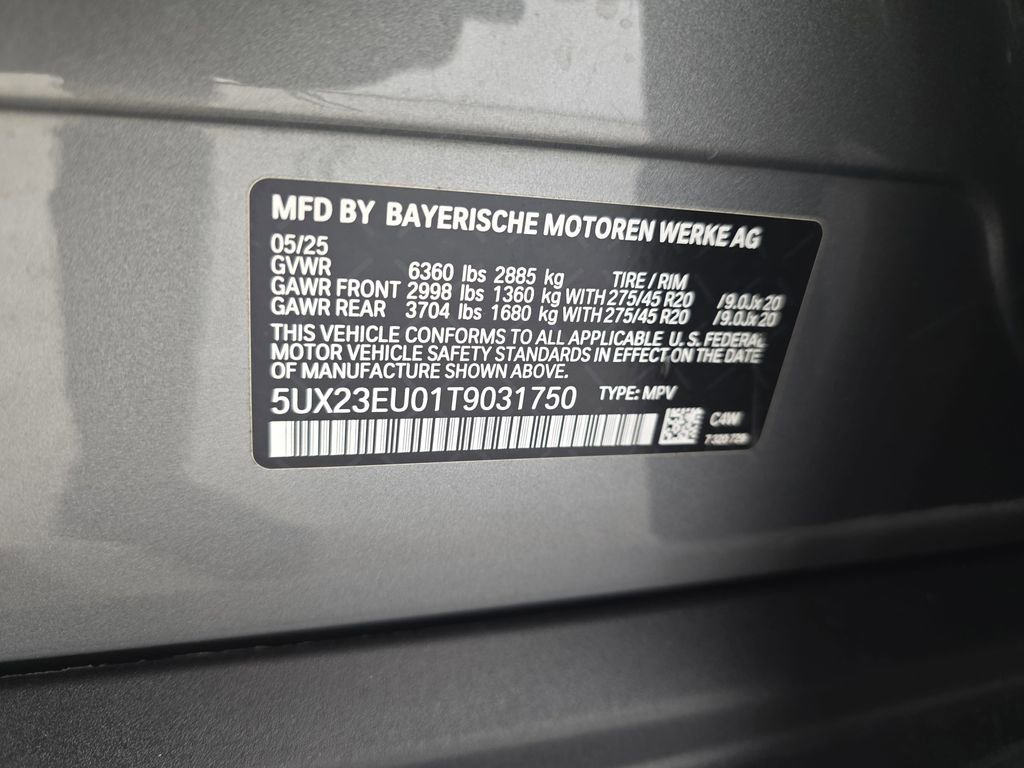 MFD BY BAYERISCHE MOTOREN WERKE AG
05/25
GVWR 6360 lbs 2885 kg TIRE / RIM
GAWR FRONT 2998 lbs 1360 kg WITH 275/45 R20 /9.0Jx20
GAWR REAR 3704 lbs 1680 kg WITH 275/45 R20 /9.0Jx20
THIS VEHICLE CONFORMS TO ALL APPLICABLE U. S. FEDERAL
MOTOR VEHICLE SAFETY STANDARDS IN EFFECT ON THE DATE
OF MANUFACTURE SHOWN ABOVE.
5UX23EU01T9031750 TYPE: MPV
C4W